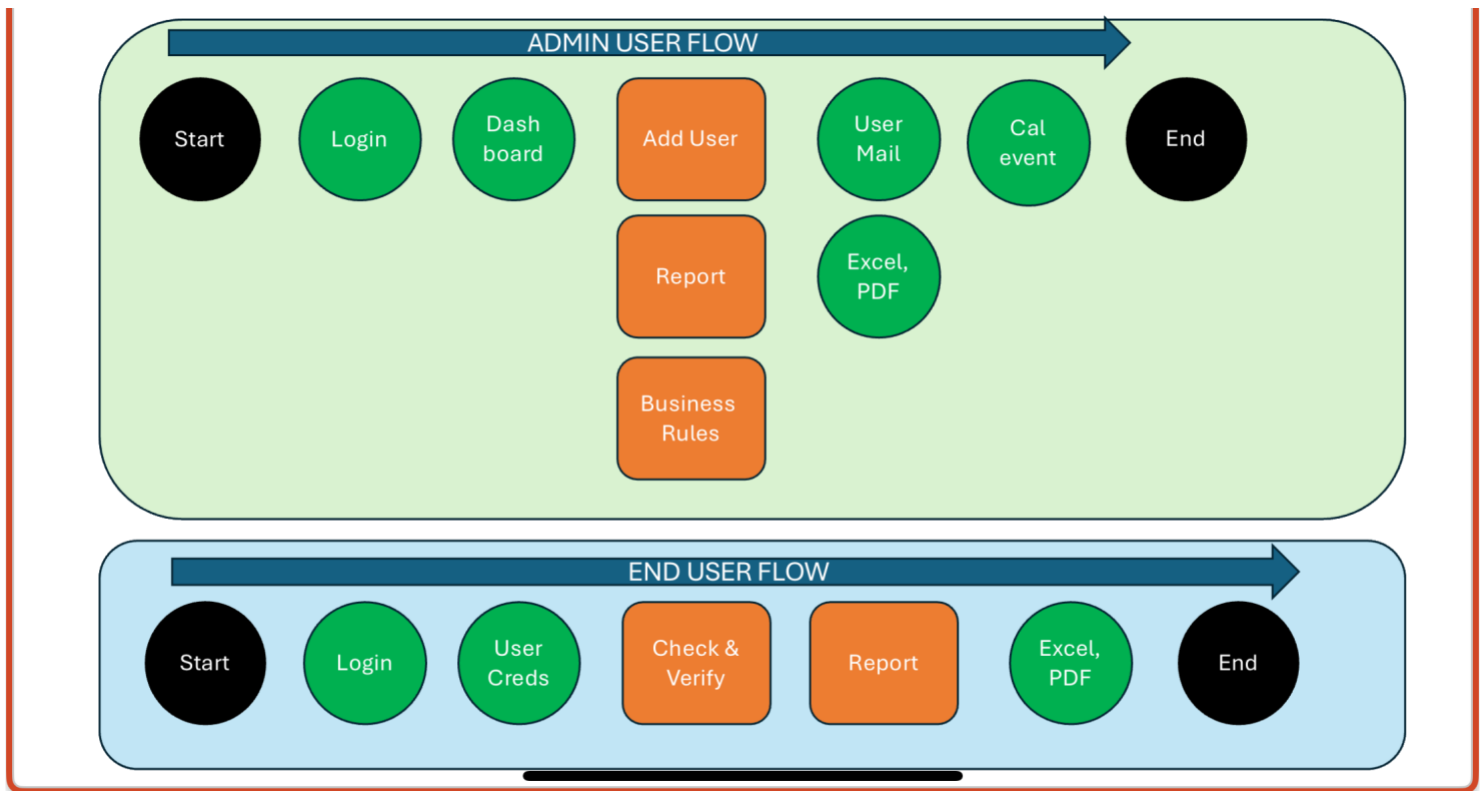 ADMIN USER FLOW
Start
Login
Dash
board
Add User
User
Mail
Cal
event
End
Report
Excel,
PDF
Business
Rules
END USER FLOW
Start
Login
User
Creds
Check &
Verify
Report
Excel,
PDF
End